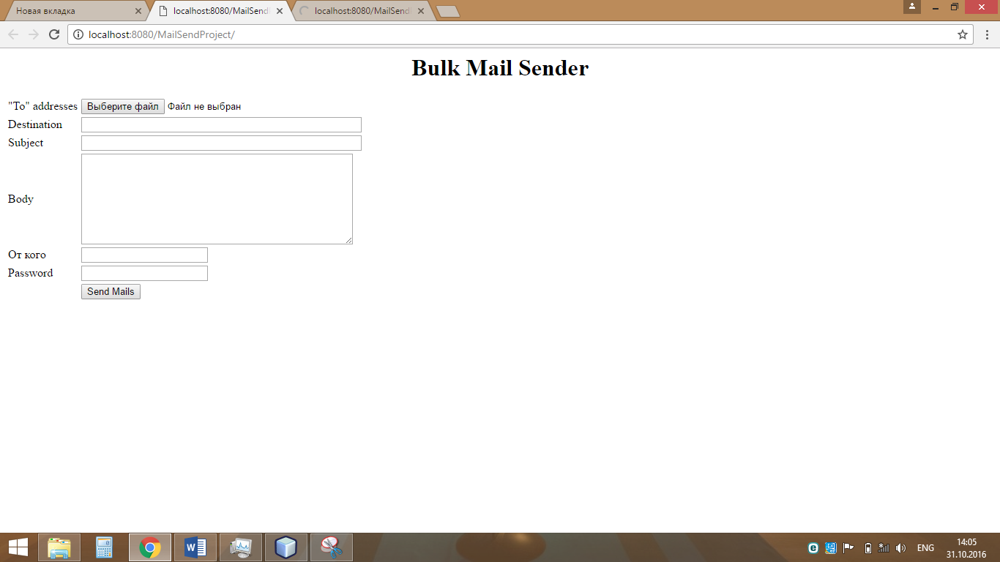 Новая вкладка
localhost:8080/MailSend
localhost:8080/MailSend
localhost:8080/MailSendProject/
Bulk Mail Sender
"To" addresses Выберите файл Файл не выбран
Destination
Subject
Body
От кого
Password
Send Mails
ENG
14:05
31.10.2016